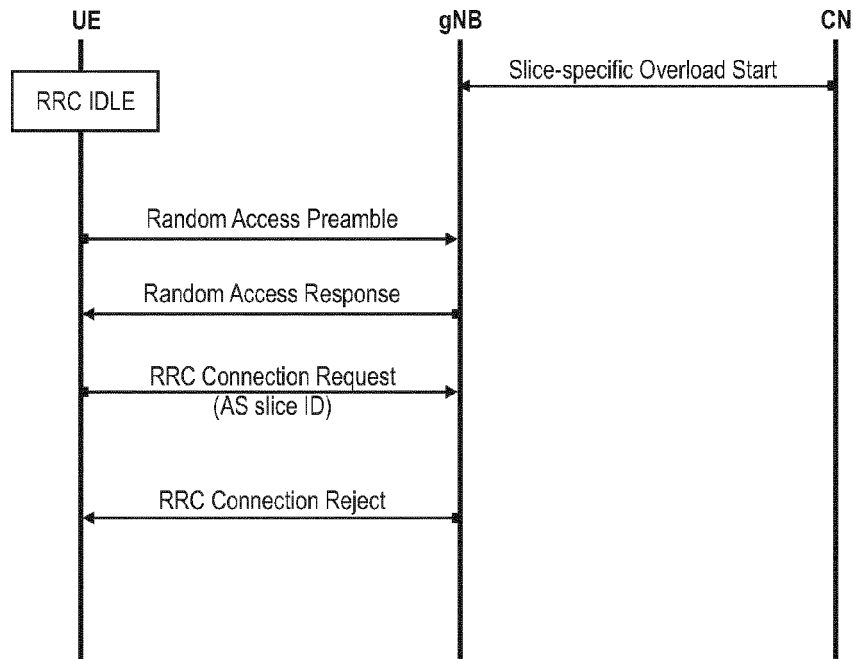 UE
gNB
CN
Slice-specific Overload Start
RRC IDLE
Random Access Preamble
Random Access Response
RRC Connection Request
(AS slice ID)
RRC Connection Reject